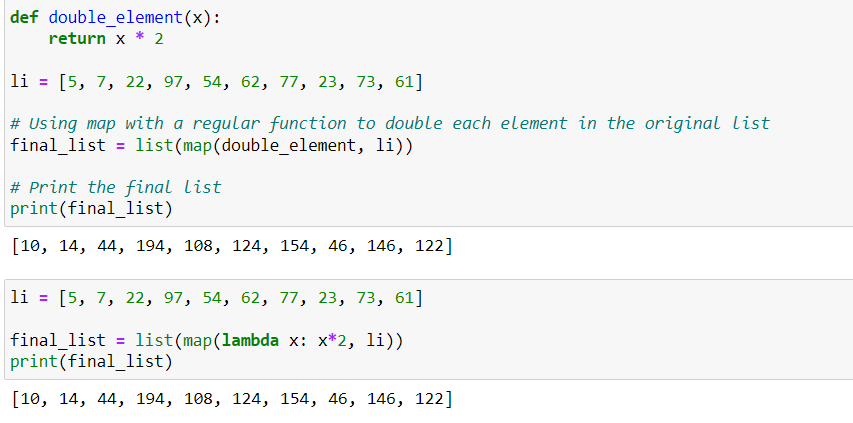 def double_element(x):
    return x * 2
li = [5, 7, 22, 97, 54, 62, 77, 23, 73, 61]
# Using map with a regular function to double each element in the original list
final_list = list(map(double_element, li))
# Print the final list
print(final_list)
[10, 14, 44, 194, 108, 124, 154, 46, 146, 122]
li = [5, 7, 22, 97, 54, 62, 77, 23, 73, 61]
final_list = list(map(lambda x: x*2, li))
print(final_list)
[10, 14, 44, 194, 108, 124, 154, 46, 146, 122]